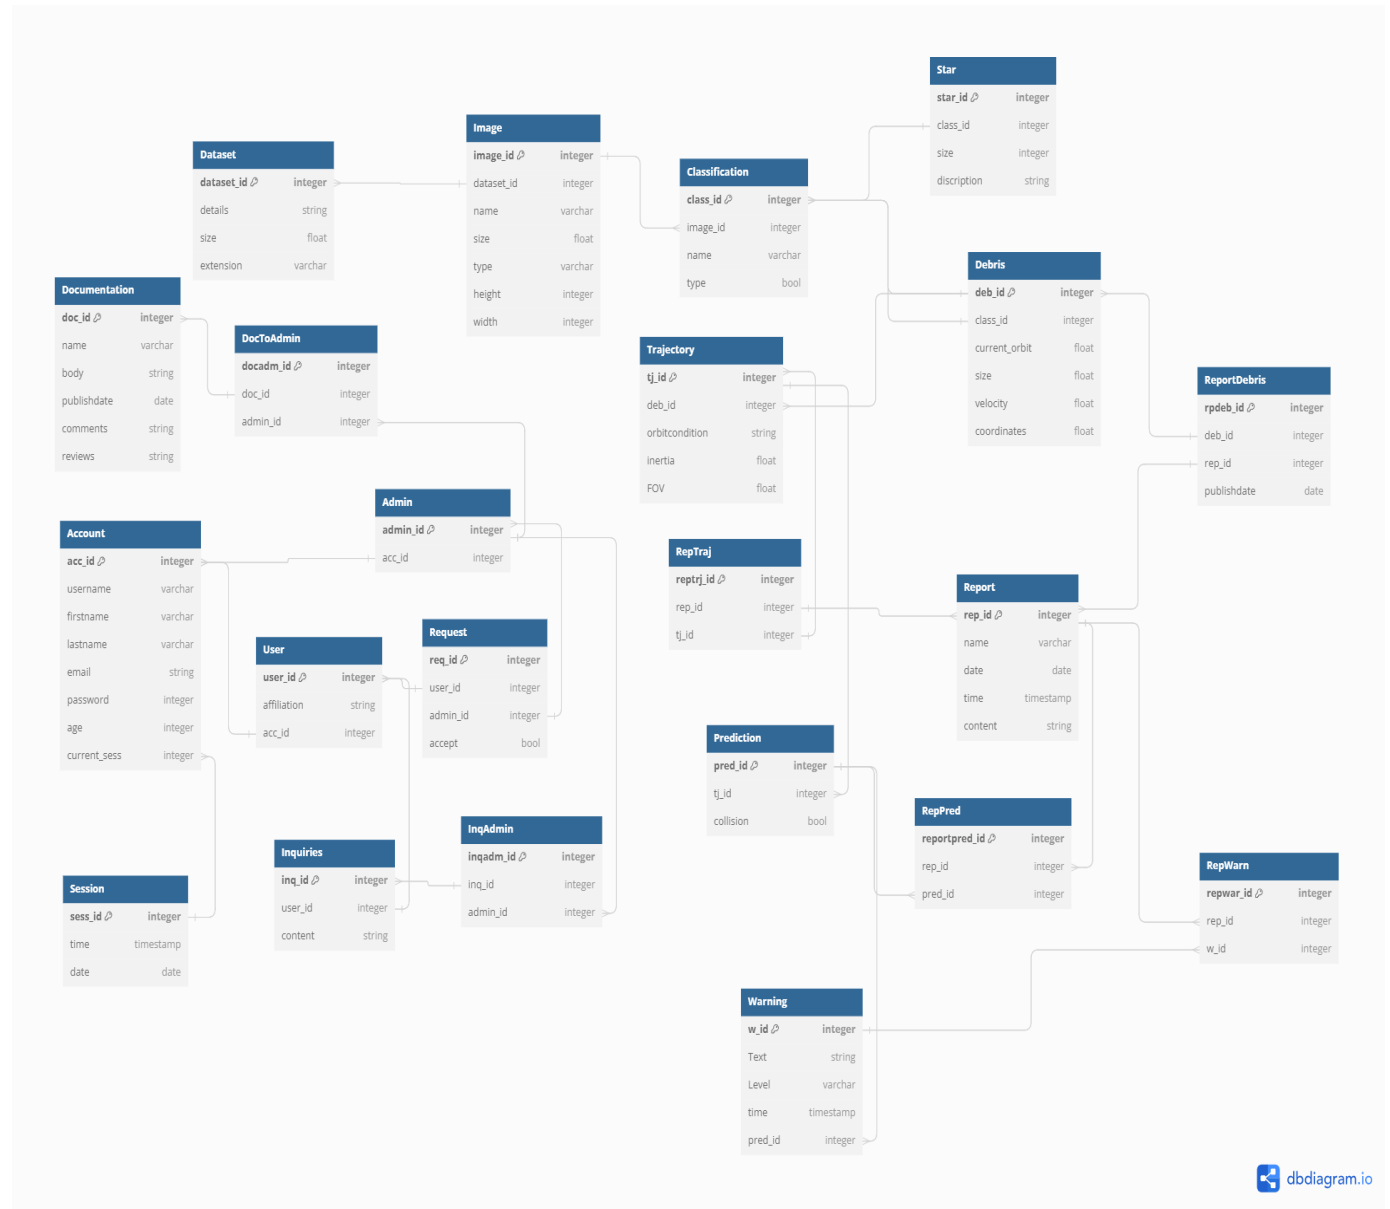 Star
star_id integer
class_id integer
size integer
discription string
Image
image_id integer
dataset_id integer
name varchar
size float
type varchar
height integer
width integer
Dataset
dataset_id integer
details string
size float
extension varchar
Classification
class_id integer
image_id integer
name varchar
type bool
Debris
deb_id integer
class_id integer
current_orbit float
size float
velocity float
coordinates float
Documentation
doc_id integer
name varchar
body string
publishdate date
comments string
reviews string
DocToAdmin
docadm_id integer
doc_id integer
admin_id integer
Trajectory
tj_id integer
deb_id integer
orbitcondition string
inertia float
FOV float
ReportDebris
rpdeb_id integer
deb_id integer
rep_id integer
publishdate date
Admin
admin_id integer
acc_id integer
Account
acc_id integer
username varchar
firstname varchar
lastname varchar
email string
password integer
age integer
current_sess integer
RepTraj
reptrj_id integer
rep_id integer
tj_id integer
Report
rep_id integer
name varchar
date date
time timestamp
content string
Request
req_id integer
user_id integer
admin_id integer
accept bool
User
user_id integer
affiliation string
acc_id integer
Prediction
pred_id integer
tj_id integer
collision bool
RepPred
reportpred_id integer
rep_id integer
pred_id integer
InqAdmin
inqadm_id integer
inq_id integer
admin_id integer
Inquiries
inq_id integer
user_id integer
content string
RepWarn
repwar_id integer
rep_id integer
w_id integer
Session
sess_id integer
time timestamp
date date
Warning
w_id integer
Text string
Level varchar
time timestamp
pred_id integer
dbdiagram.io